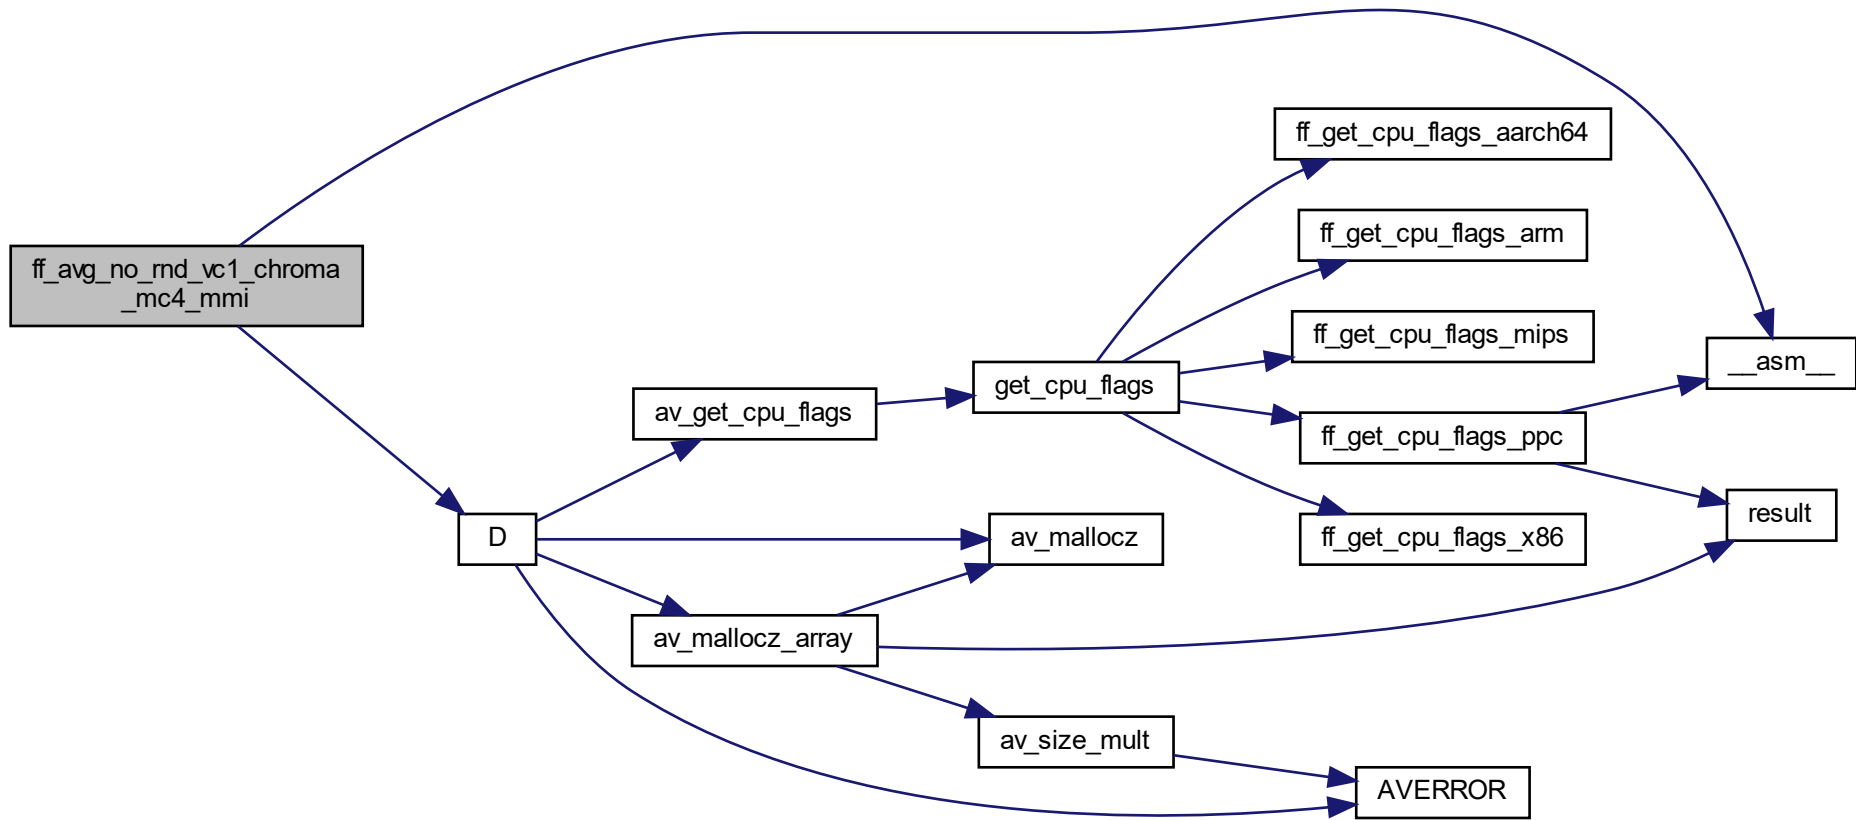 ff_avg_no_rnd_vc1_chroma
_mc4_mmi
D
av_get_cpu_flags
av_mallocz_array
get_cpu_flags
av_mallocz
av_size_mult
ff_get_cpu_flags_aarch64
ff_get_cpu_flags_arm
ff_get_cpu_flags_mips
ff_get_cpu_flags_ppc
ff_get_cpu_flags_x86
AVERROR
__asm__
result